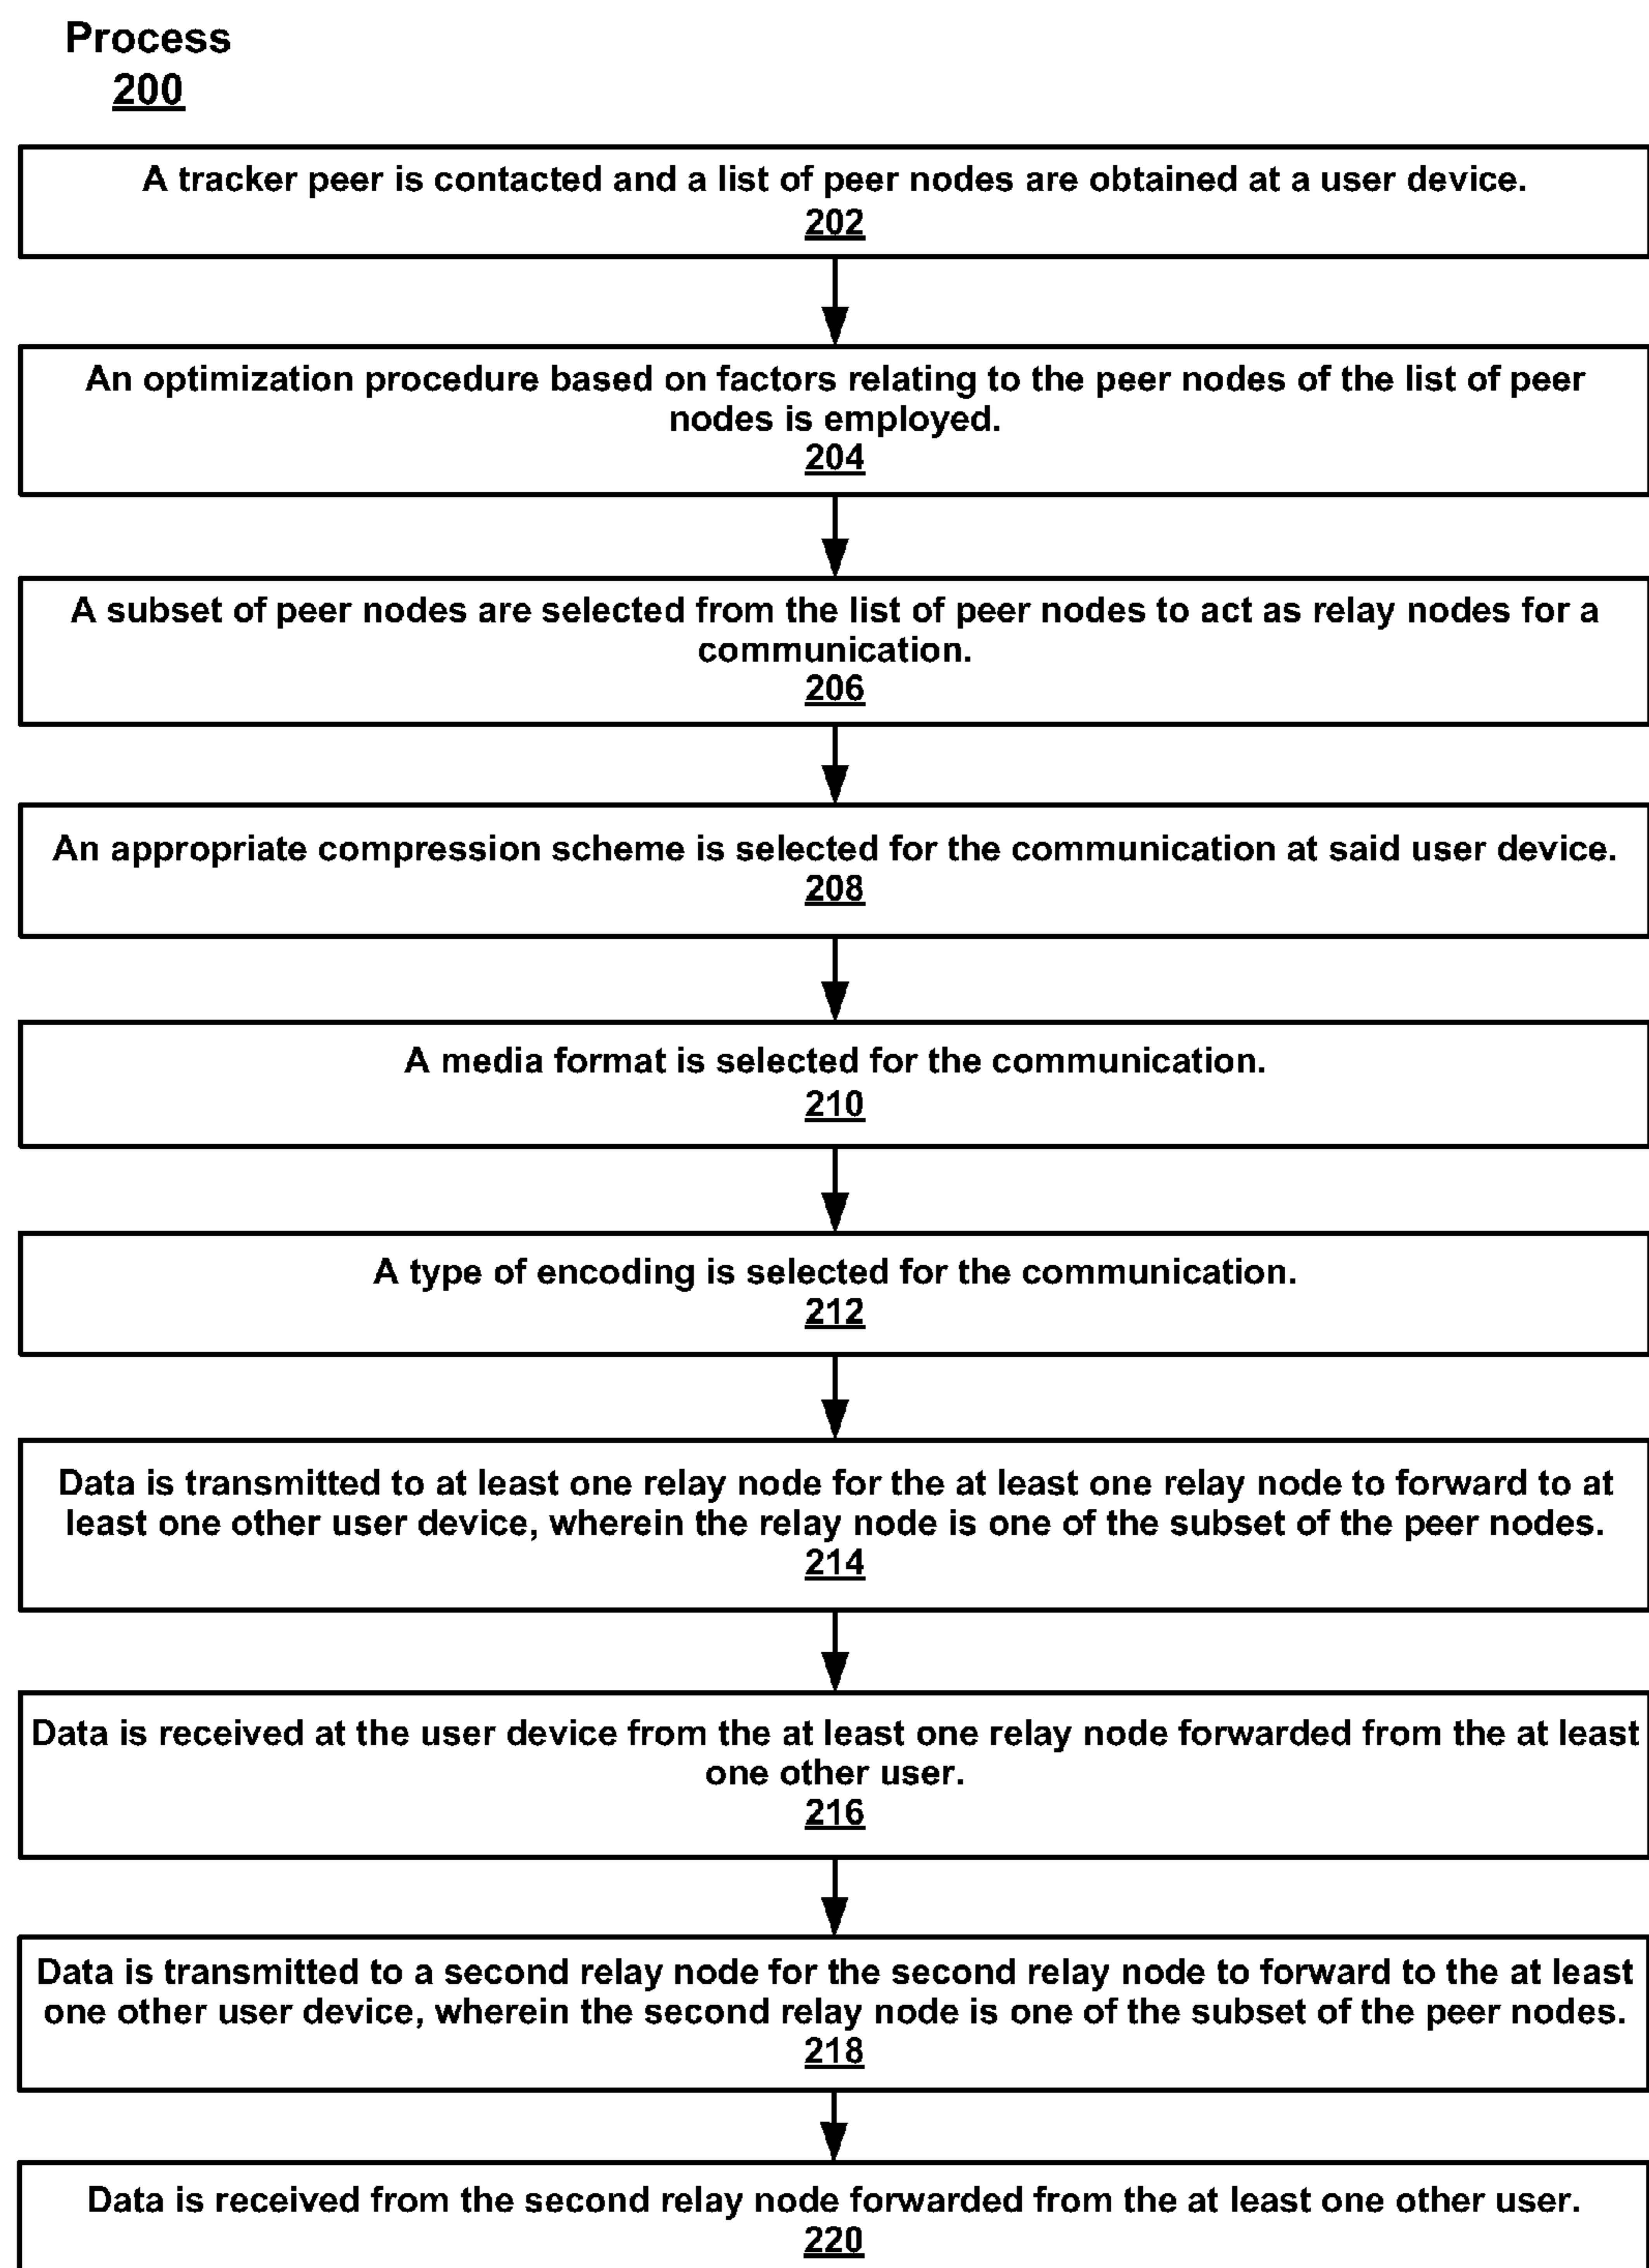 Process
200
A tracker peer is contacted and a list of peer nodes are obtained at a user device.
202
An optimization procedure based on factors relating to the peer nodes of the list of peer
nodes is employed.
204
A subset of peer nodes are selected from the list of peer nodes to act as relay nodes for a
communication.
206
An appropriate compression scheme is selected for the communication at said user device.
208
A media format is selected for the communication.
210
A type of encoding is selected for the communication.
212
Data is transmitted to at least one relay node for the at least one relay node to forward to at
least one other user device, wherein the relay node is one of the subset of the peer nodes.
214
Data is received at the user device from the at least one relay node forwarded from the at least
one other user.
216
Data is transmitted to a second relay node for the second relay node to forward to the at least
one other user device, wherein the second relay node is one of the subset of the peer nodes.
218
Data is received from the second relay node forwarded from the at least one other user.
220